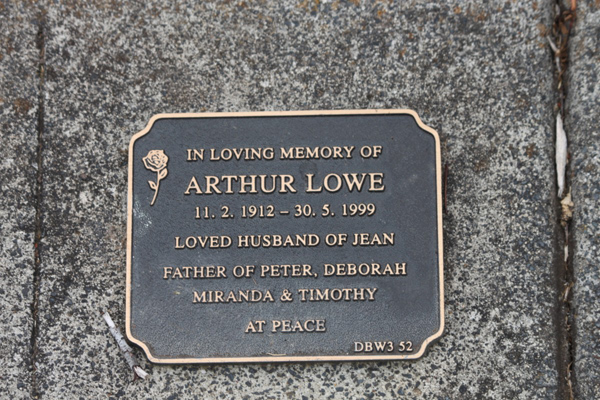 IN LOVING MEMORY OF
ARTHUR LOWE
11. 2. 1912 – 30. 5. 1999
LOVED HUSBAND OF JEAN
FATHER OF PETER, DEBORAH
MIRANDA & TIMOTHY
AT PEACE
DBW3 52